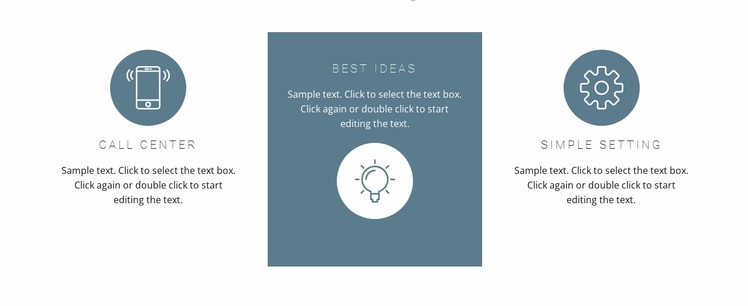 CALL CENTER
Sample text. Click to select the text box.
Click again or double click to start
editing the text.
BEST IDEAS
Sample text. Click to select the text box.
Click again or double click to start
editing the text.
SIMPLE SETTING
Sample text. Click to select the text box.
Click again or double click to start
editing the text.